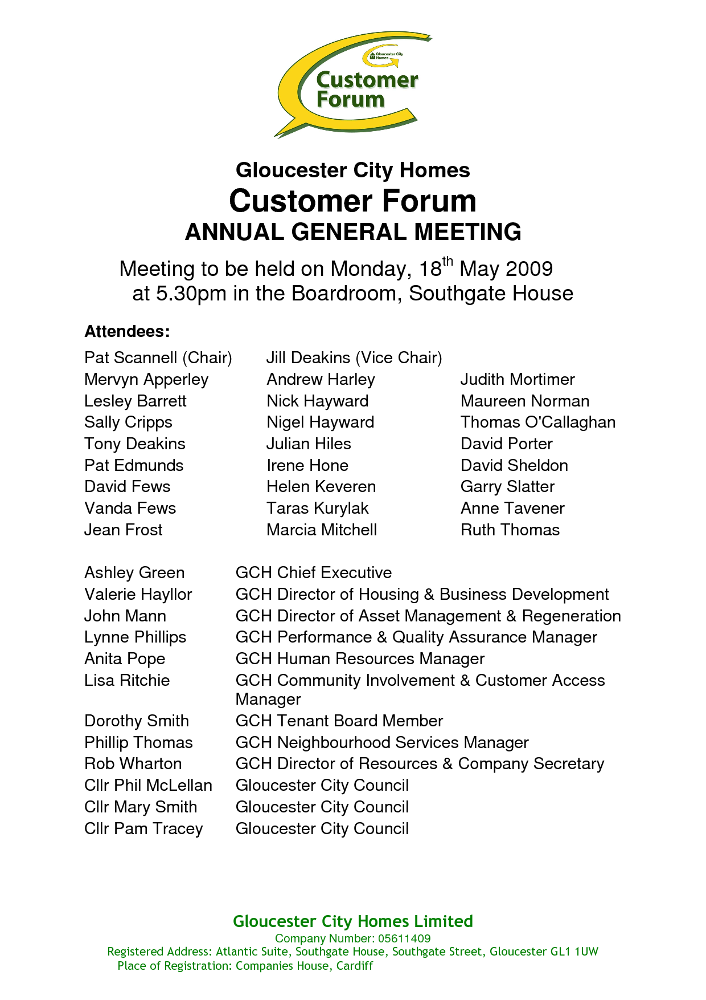 Gloucester City
Homes
Customer
Forum
Gloucester City Homes
Customer Forum
ANNUAL GENERAL MEETING
Meeting to be held on Monday, 18th May 2009
at 5.30pm in the Boardroom, Southgate House
Attendees:
Pat Scannell (Chair) Jill Deakins (Vice Chair)
Mervyn Apperley Andrew Harley Judith Mortimer
Lesley Barrett Nick Hayward Maureen Norman
Sally Cripps Nigel Hayward Thomas O'Callaghan
Tony Deakins Julian Hiles David Porter
Pat Edmunds Irene Hone David Sheldon
David Fews Helen Keveren Garry Slatter
Vanda Fews Taras Kurylak Anne Tavener
Jean Frost Marcia Mitchell Ruth Thomas
Ashley Green GCH Chief Executive
Valerie Hayllor GCH Director of Housing & Business Development
John Mann GCH Director of Asset Management & Regeneration
Lynne Phillips GCH Performance & Quality Assurance Manager
Anita Pope GCH Human Resources Manager
Lisa Ritchie GCH Community Involvement & Customer Access
Manager
Dorothy Smith GCH Tenant Board Member
Phillip Thomas GCH Neighbourhood Services Manager
Rob Wharton GCH Director of Resources & Company Secretary
Cllr Phil McLellan Gloucester City Council
Cllr Mary Smith Gloucester City Council
Cllr Pam Tracey Gloucester City Council
Gloucester City Homes Limited
Company Number: 05611409
Registered Address: Atlantic Suite, Southgate House, Southgate Street, Gloucester GL1 1UW
Place of Registration: Companies House, Cardiff